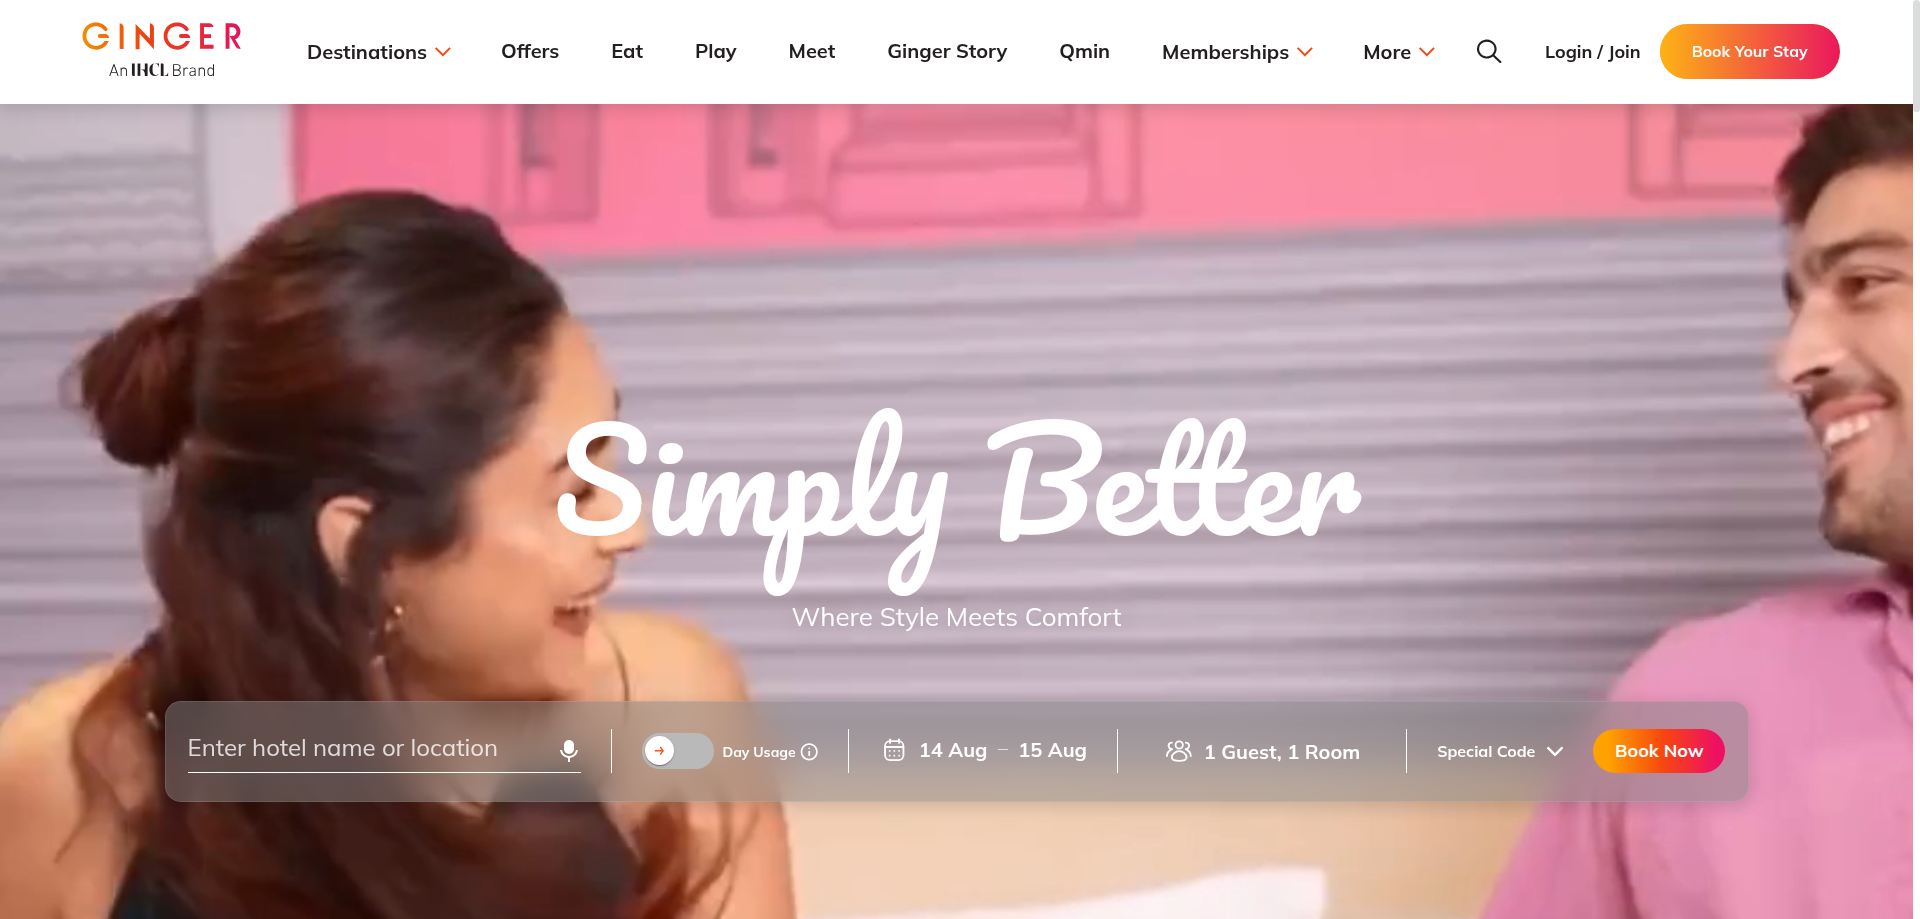 GINGER
An IHCL Brand
Destinations
Offers
Eat
Play
Meet
Ginger Story
Qmin
Memberships
More
Login / Join
Book Your Stay
Simply Better
Where Style Meets Comfort
Enter hotel name or location
Day Usage
14 Aug – 15 Aug
1 Guest, 1 Room
Special Code
Book Now